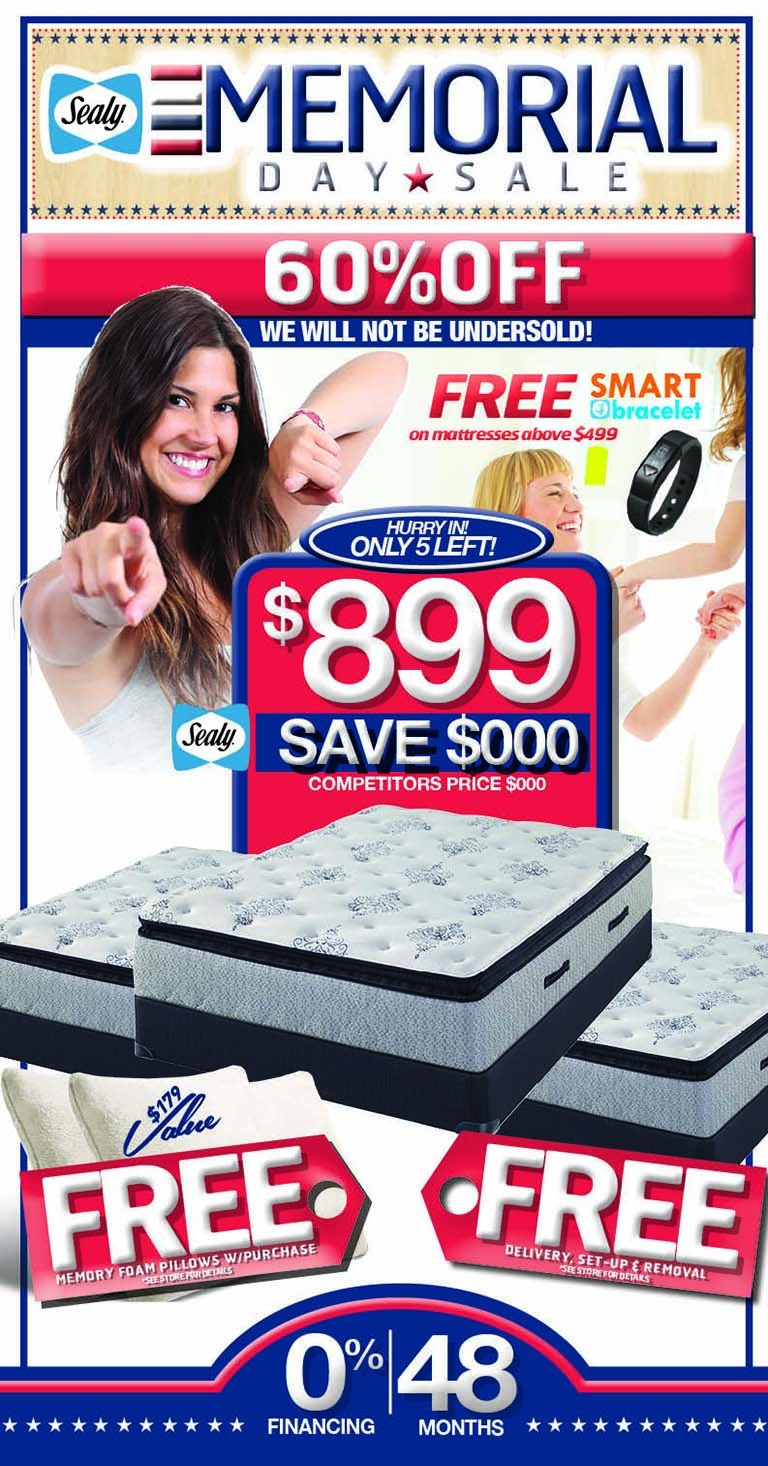 Sealy
MEMORIAL
DAY SALE
60% OFF
WE WILL NOT BE UNDERSOLD!
FREE SMART
bracelet
on mattresses above $499
HURRY IN!
ONLY 5 LEFT!
$899
Sealy
SAVE $000
COMPETITORS PRICE $000
$179
Value
FREE
MEMORY FOAM PILLOWS W/PURCHASE
*SEE STORE FOR DETAILS
FREE
DELIVERY, SET-UP & REMOVAL
*SEE STORE FOR DETAILS
0% 48
FINANCING MONTHS